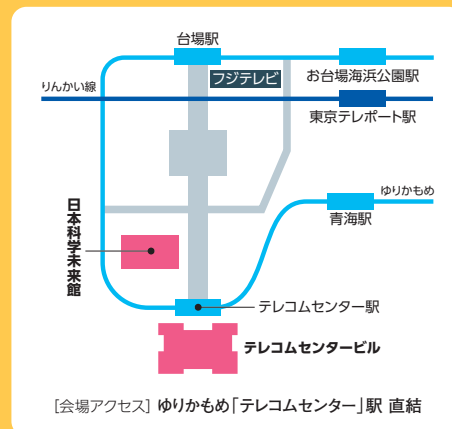 台場駅
フジテレビ
お台場海浜公園駅
りんかい線
東京テレポート駅
ゆりかもめ
青海駅
日本科学未来館
テレコムセンター駅
テレコムセンタービル
[会場アクセス] ゆりかもめ「テレコムセンター」駅 直結